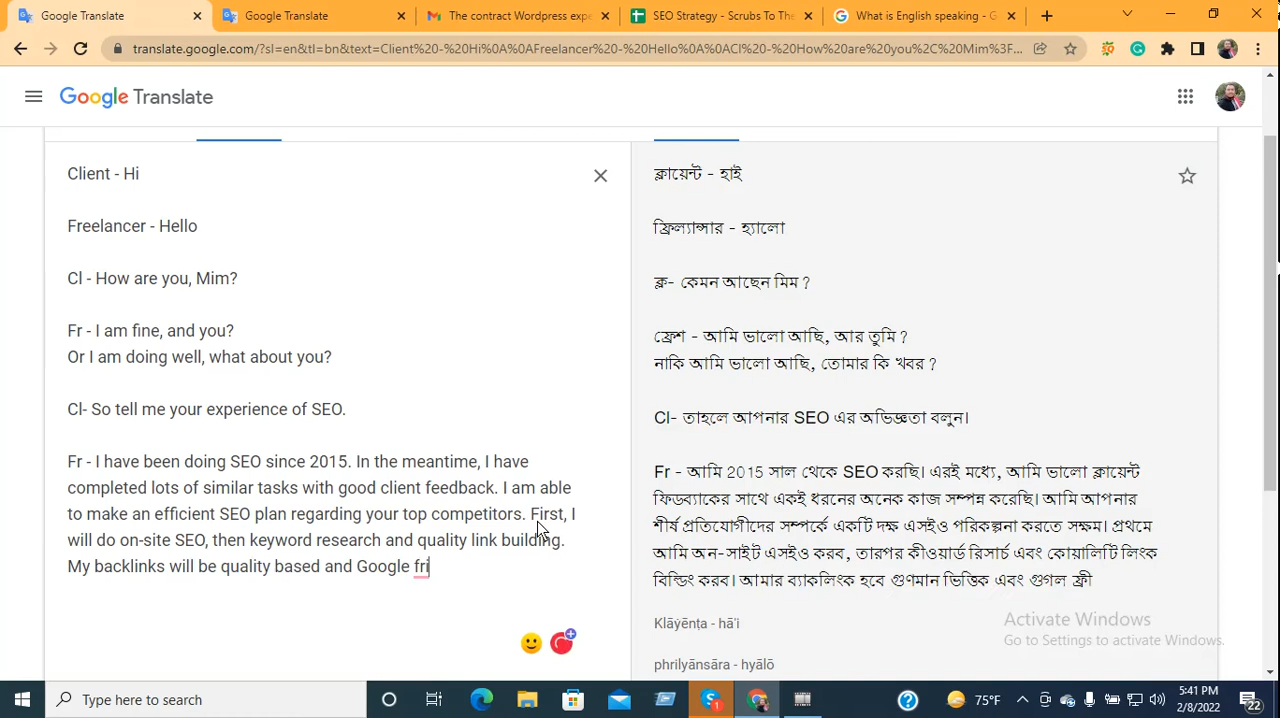 Google Translate
Google Translate
The contract Wordpress expe
SEO Strategy - Scrubs To The
What is English speaking - G
translate.google.com/?sl=en&tl=bn&text=Client%20-%20Hi%0A%0AFreelancer%20-%20Hello%0A%0ACl%20-%20How%20are%20you%2C%20Mim%3F...
Google Translate
Client - Hi
Freelancer - Hello
Cl - How are you, Mim?
Fr - I am fine, and you?
Or I am doing well, what about you?
Cl- So tell me your experience of SEO.
Fr - I have been doing SEO since 2015. In the meantime, I have
completed lots of similar tasks with good client feedback. I am able
to make an efficient SEO plan regarding your top competitors. First, I
will do on-site SEO, then keyword research and quality link building.
My backlinks will be quality based and Google fri
ক্লায়েন্ট - হাই
ফ্রিল্যান্সার - হ্যালো
ক্ল- কেমন আছেন মিম ?
ফ্রেশ - আমি ভালো আছি, আর তুমি ?
নাকি আমি ভালো আছি, তোমার কি খবর ?
Cl- তাহলে আপনার SEO এর অভিজ্ঞতা বলুন।
Fr - আমি 2015 সাল থেকে SEO করছি। এরই মধ্যে, আমি ভালো ক্লায়েন্ট
ফিডব্যাকের সাথে একই ধরনের অনেক কাজ সম্পন্ন করেছি। আমি আপনার
শীর্ষ প্রতিযোগীদের সম্পর্কে একটি দক্ষ এসইও পরিকল্পনা করতে সক্ষম। প্রথমে
আমি অন-সাইট এসইও করব, তারপর কীওয়ার্ড রিসার্চ এবং কোয়ালিটি লিংক
বিল্ডিং করব। আমার ব্যাকলিংক হবে গুণমান ভিত্তিক এবং গুগল ফ্রী
Klāẏēnṭa - hā'i
phrilyānsāra - hyālō
Activate Windows
Go to Settings to activate Windows.
Type here to search
1
75°F
5:41 PM
2/8/2022
22